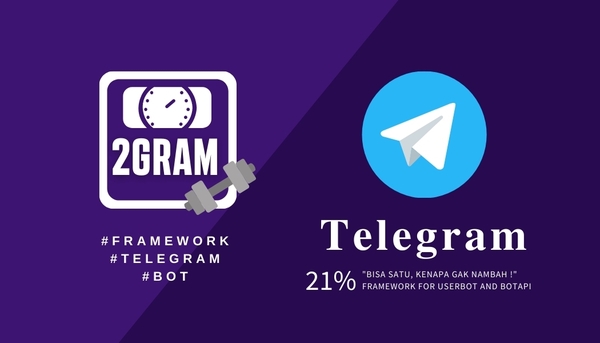 2GRAM
#FRAMEWORK
#TELEGRAM
#BOT
Telegram
21%
"BISA SATU, KENAPA GAK NAMBAH !"
FRAMEWORK FOR USERBOT AND BOTAPI